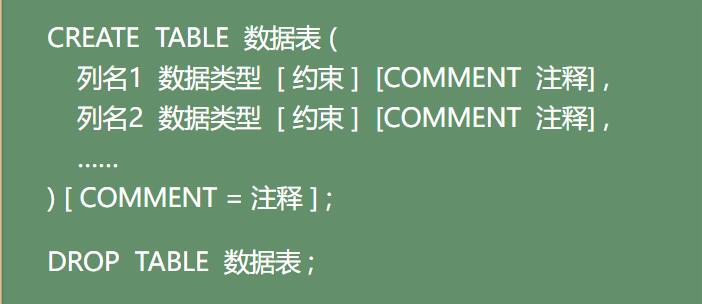 CREATE TABLE 数据表 (
列名1 数据类型 [ 约束 ] [COMMENT 注释] ,
列名2 数据类型 [ 约束 ] [COMMENT 注释] ,
......
) [ COMMENT = 注释 ] ;
DROP TABLE 数据表 ;